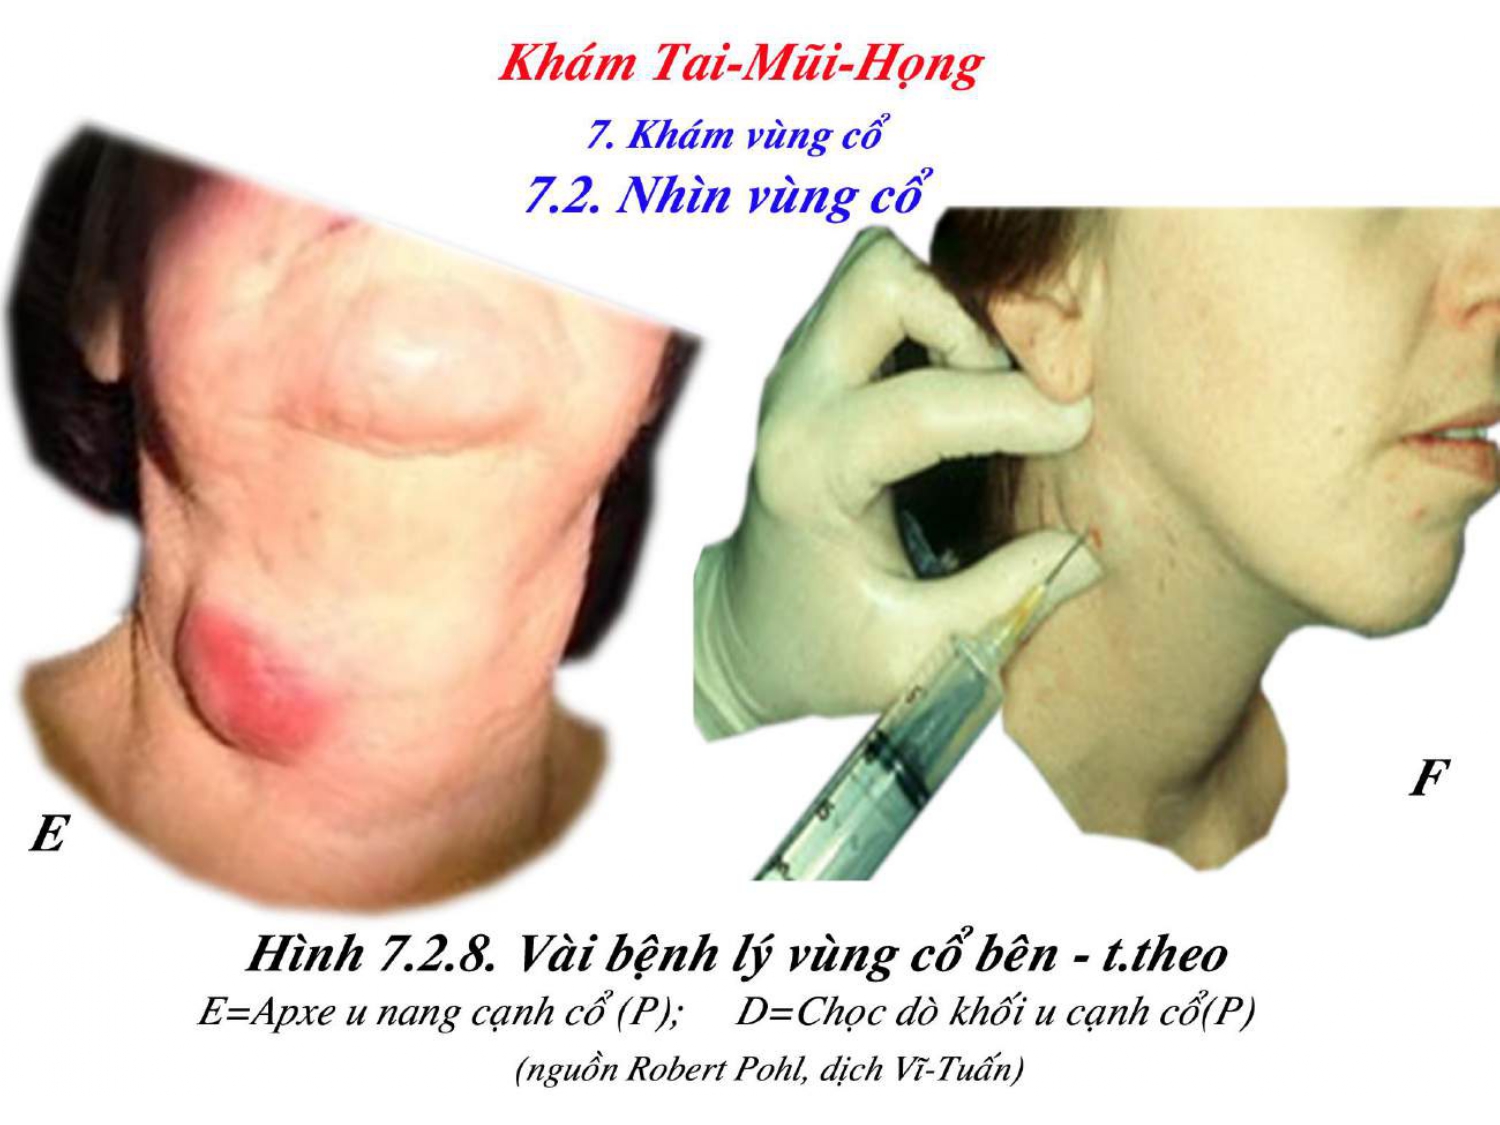 Khám Tai-Mũi-Họng
7. Khám vùng cổ
7.2. Nhìn vùng cổ
E
F
Hình 7.2.8. Vài bệnh lý vùng cổ bên - t.theo
E=Apxe u nang cạnh cổ (P); D=Chọc dò khối u cạnh cổ(P)
(nguồn Robert Pohl, dịch Vĩ-Tuấn)